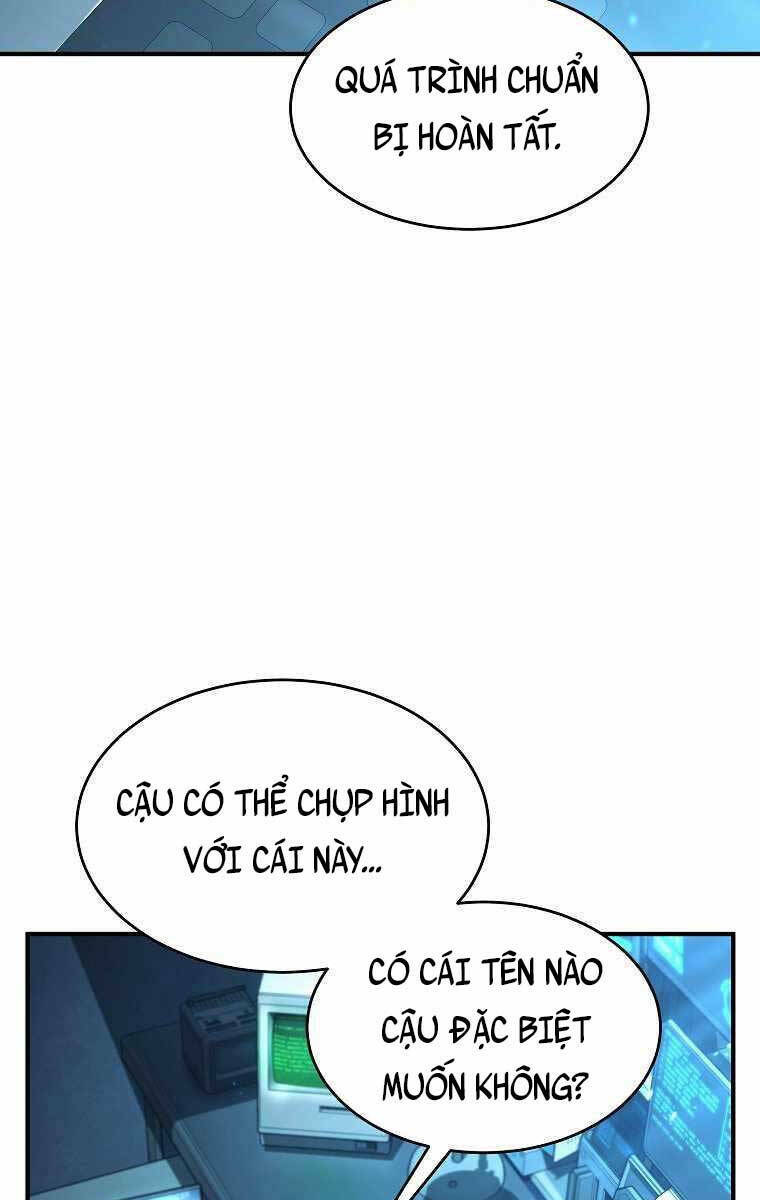 QUÁ TRÌNH CHUẨN
BỊ HOÀN TẤT.
CẬU CÓ THỂ CHỤP HÌNH
VỚI CÁI NÀY...
CÓ CÁI TÊN NÀO
CẬU ĐẶC BIỆT
MUỐN KHÔNG?